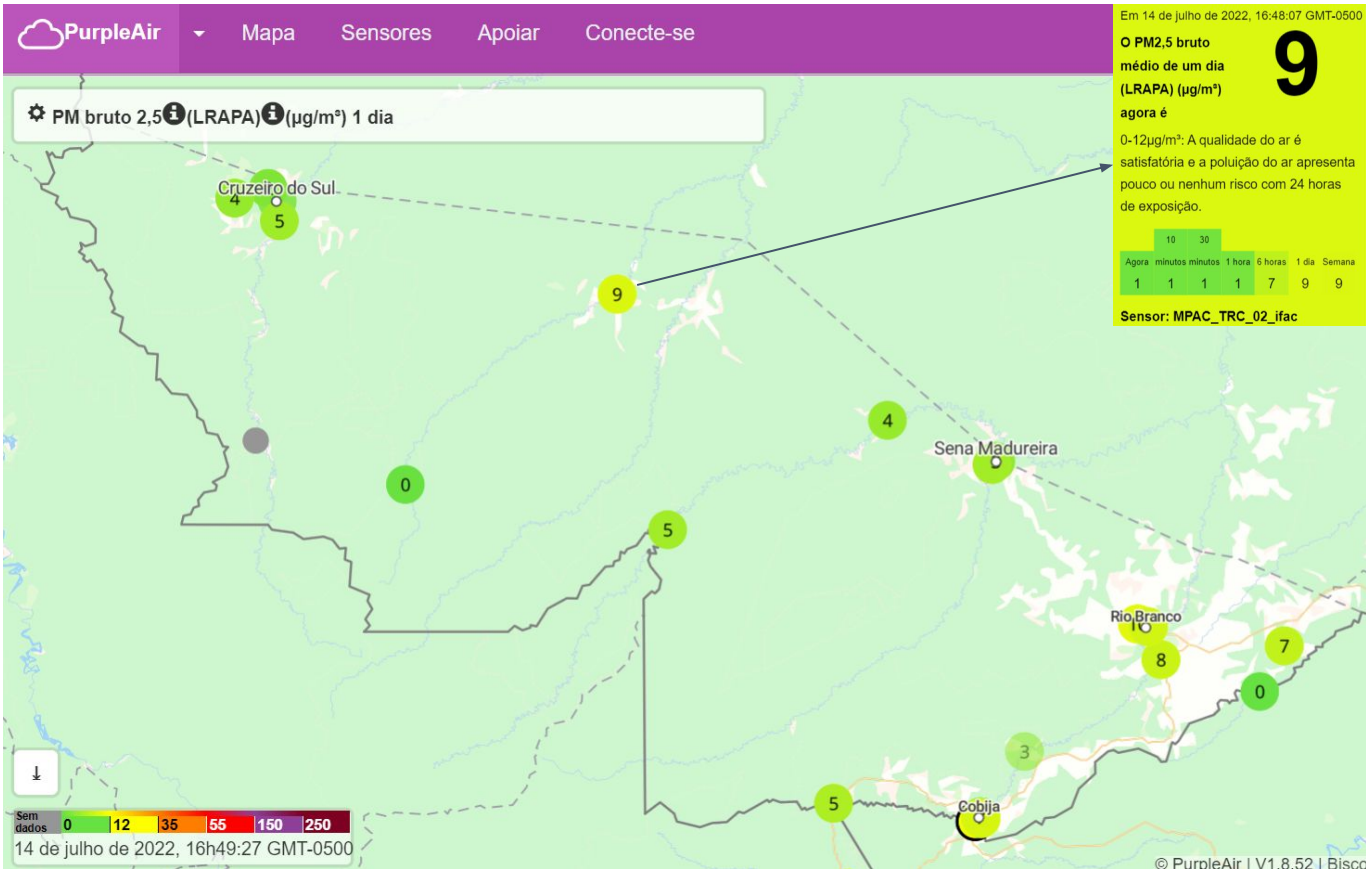 PurpleAir Mapa Sensores Apoiar Conecte-se
Em 14 de julho de 2022, 16:48:07 GMT-0500
O PM2,5 bruto
médio de um dia
(LRAPA) (µg/m³)
agora é
9
0-12µg/m³: A qualidade do ar é
satisfatória e a poluição do ar apresenta
pouco ou nenhum risco com 24 horas
de exposição.
10 30
Agora minutos minutos 1 hora 6 horas 1 dia Semana
1 1 1 1 7 9 9
Sensor: MPAC_TRC_02_ifac
PM bruto 2,5 (LRAPA) (µg/m³) 1 dia
Cruzeiro do Sul
4
5
9
4
Sena Madureira
0
5
Rio Branco
7
8
0
3
5
Cobija
Sem
dados 0 12 35 55 150 250
14 de julho de 2022, 16h49:27 GMT-0500
© PurpleAir | V1.8.52 | Bisco